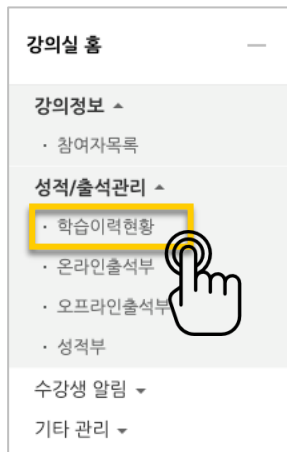 강의실 홈
강의정보
· 참여자목록
성적/출석관리
· 학습이력현황
· 온라인출석부
· 오프라인출석부
· 성적부
수강생 알림
기타 관리